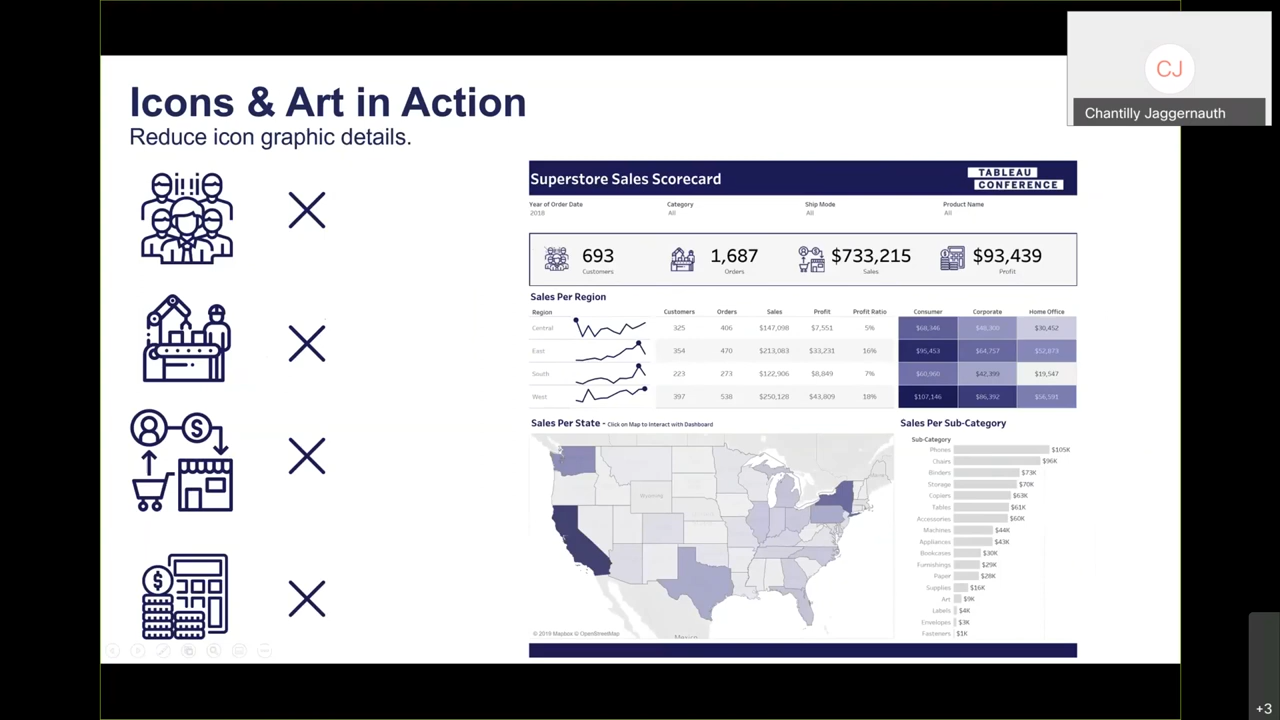 Icons & Art in Action
Reduce icon graphic details.
CJ
Chantilly Jaggernauth
Superstore Sales Scorecard
TABLEAU
CONFERENCE
Year of Order Date Category Ship Mode Product Name
2018 All All All
693 1,687 $733,215 $93,439
Customers Orders Sales Profit
Sales Per Region
Region Customers Orders Sales Profit Profit Ratio Consumer Corporate Home Office
Central 325 406 $147,098 $7,551 5% $68,346 $48,300 $30,452
East 354 470 $213,083 $33,231 16% $95,453 $64,757 $52,873
South 223 273 $122,906 $8,849 7% $60,960 $42,399 $19,547
West 397 538 $250,128 $43,809 18% $107,146 $86,392 $56,591
Sales Per State - Click on Map to Interact with Dashboard
Wyoming
Mexico
© 2019 Mapbox © OpenStreetMap
Sales Per Sub-Category
Sub-Category
Phones $105K
Chairs $96K
Binders $73K
Storage $70K
Copiers $63K
Tables $61K
Accessories $60K
Machines $44K
Appliances $43K
Bookcases $30K
Furnishings $29K
Paper $28K
Supplies $16K
Art $9K
Labels $4K
Envelopes $3K
Fasteners $1K
$
$
+3